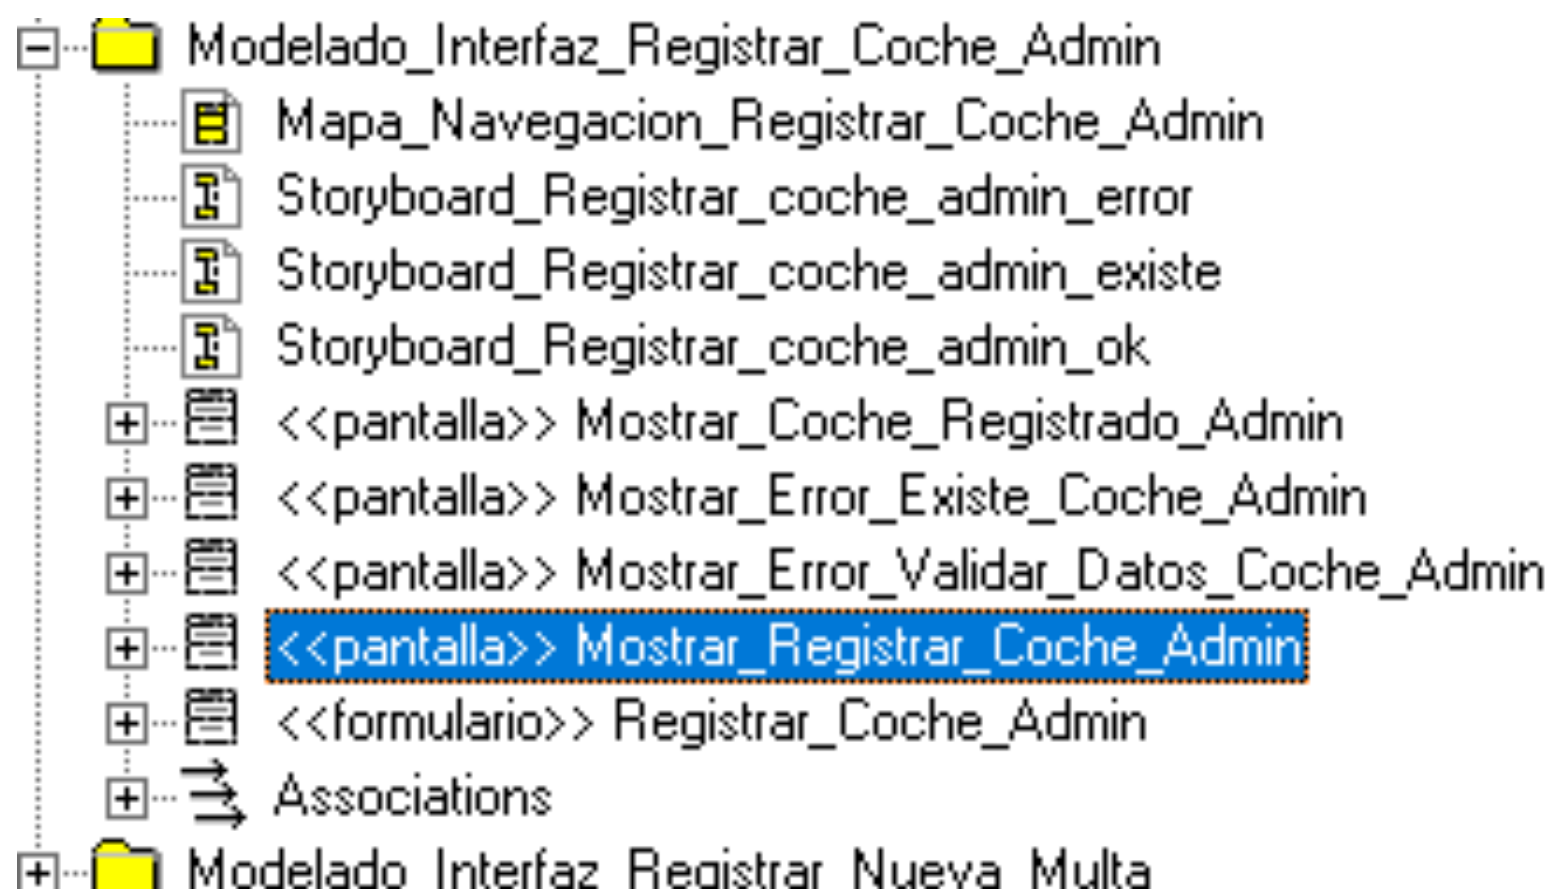 Modelado_Interfaz_Registrar_Coche_Admin
Mapa_Navegacion_Registrar_Coche_Admin
Storyboard_Registrar_coche_admin_error
Storyboard_Registrar_coche_admin_existe
Storyboard_Registrar_coche_admin_ok
<<pantalla>> Mostrar_Coche_Registrado_Admin
<<pantalla>> Mostrar_Error_Existe_Coche_Admin
<<pantalla>> Mostrar_Error_Validar_Datos_Coche_Admin
<<pantalla>> Mostrar_Registrar_Coche_Admin
<<formulario>> Registrar_Coche_Admin
Associations
Modelado_Interfaz_Registrar_Nueva_Multa